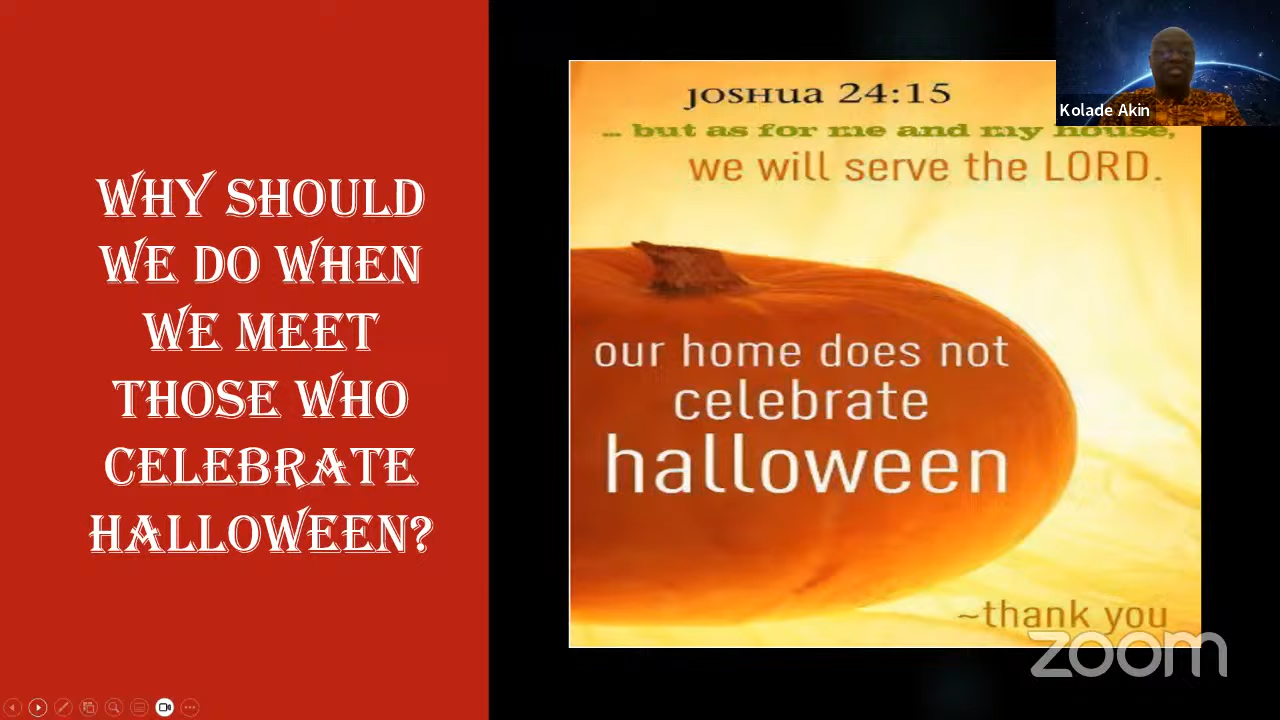 WHY SHOULD
WE DO WHEN
WE MEET
THOSE WHO
CELEBRATE
HALLOWEEN?
JOSHua 24:15
... but as for me and my house,
we will serve the LORD.
our home does not
celebrate
halloween
~thank you
Kolade Akin
zoom